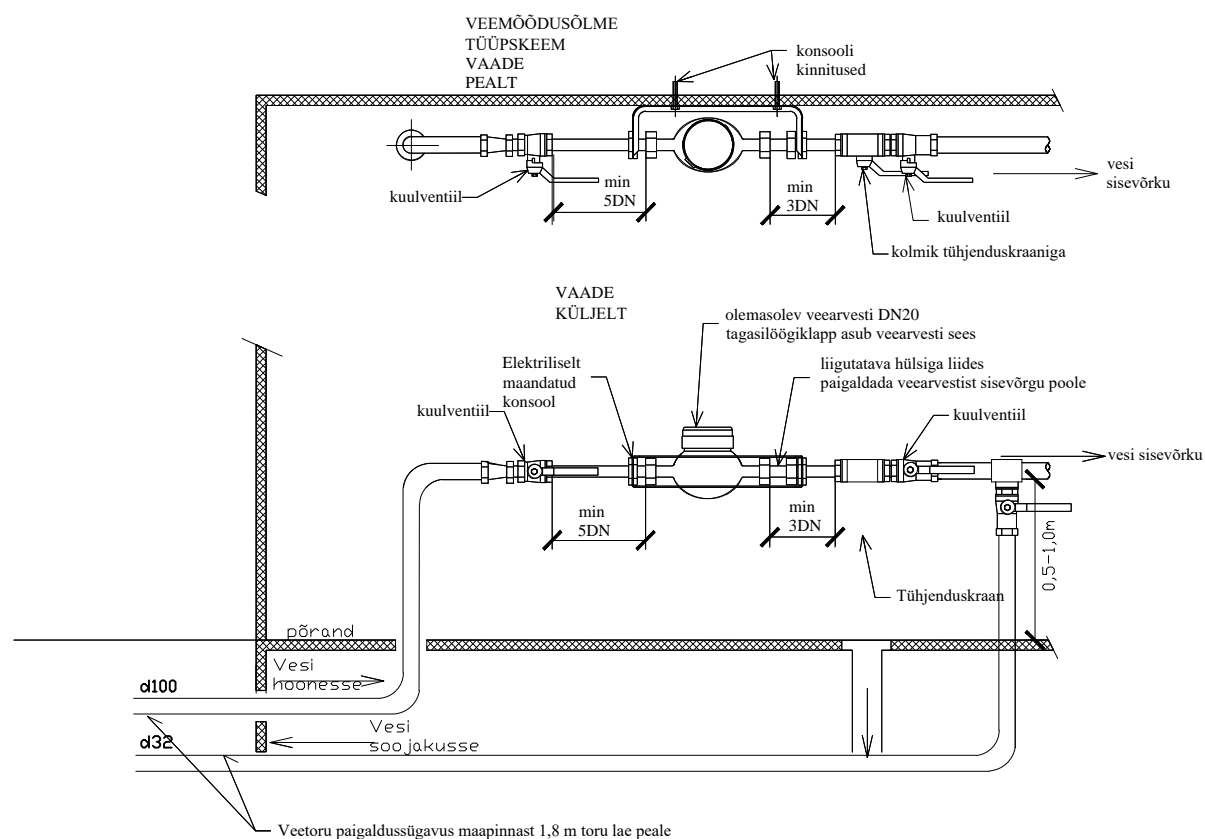 VEEMÕÕDUSÕLME
TÜÜPSKEEM
VAADE
PEALT
konsooli
kinnitused
kuulventiil
min
5DN
min
3DN
vesi
sisevõrku
kuulventiil
kolmik tühjenduskraaniga
VAADE
KÜLJELT
olemasolev veearvesti DN20
tagasilöögiklapp asub veearvesti sees
Elektriliselt
maandatud
konsool
liigutatava hülsiga liides
paigaldada veearvestist sisevõrgu poole
kuulventiil
kuulventiil
vesi sisevõrku
min
5DN
min
3DN
0,5-1,0m
Tühjenduskraan
põrand
Vesi
hoonesse
d100
Vesi
soojakusse
d32
Veetoru paigaldussügavus maapinnast 1,8 m toru lae peale